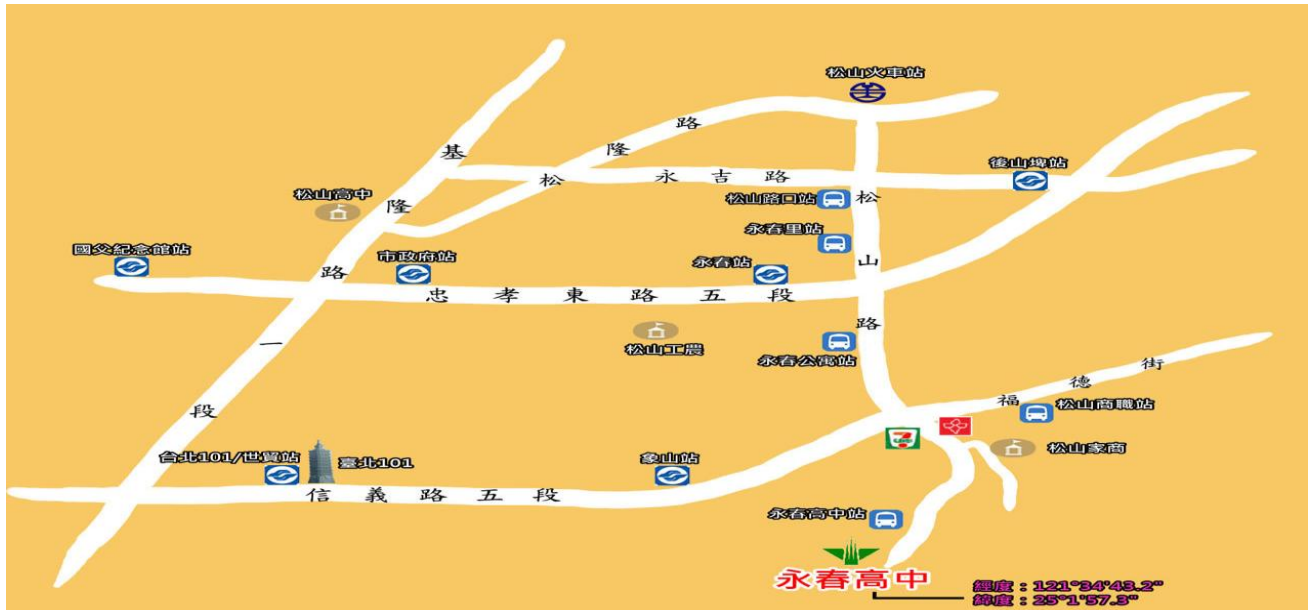 松山火車站
基隆路一段
松隆路
永吉路
後山埤站
松山高中
松山路口站
松山路
永春里站
國父紀念館站
市政府站
永春站
忠孝東路五段
松山工農
永春公寓站
福德街
松山商職站
7
松山家商
台北101/世貿站
臺北101
象山站
信義路五段
永春高中站
永春高中
經度：121°34'43.2"
緯度：25°1'57.3"